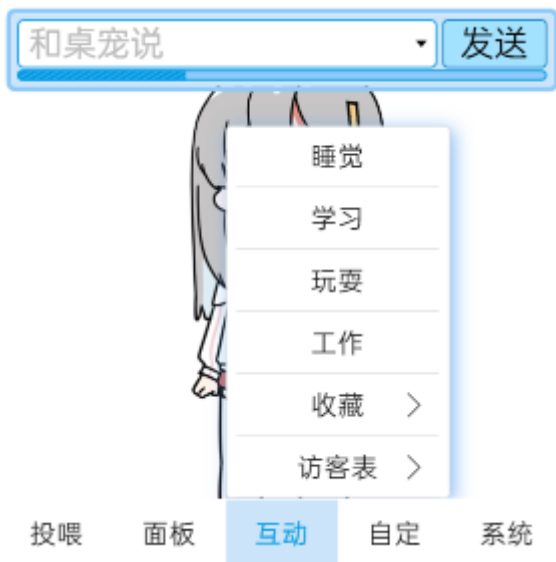 和桌宠说
发送
睡觉
学习
玩耍
工作
收藏
访客表
投喂 面板 互动 自定 系统